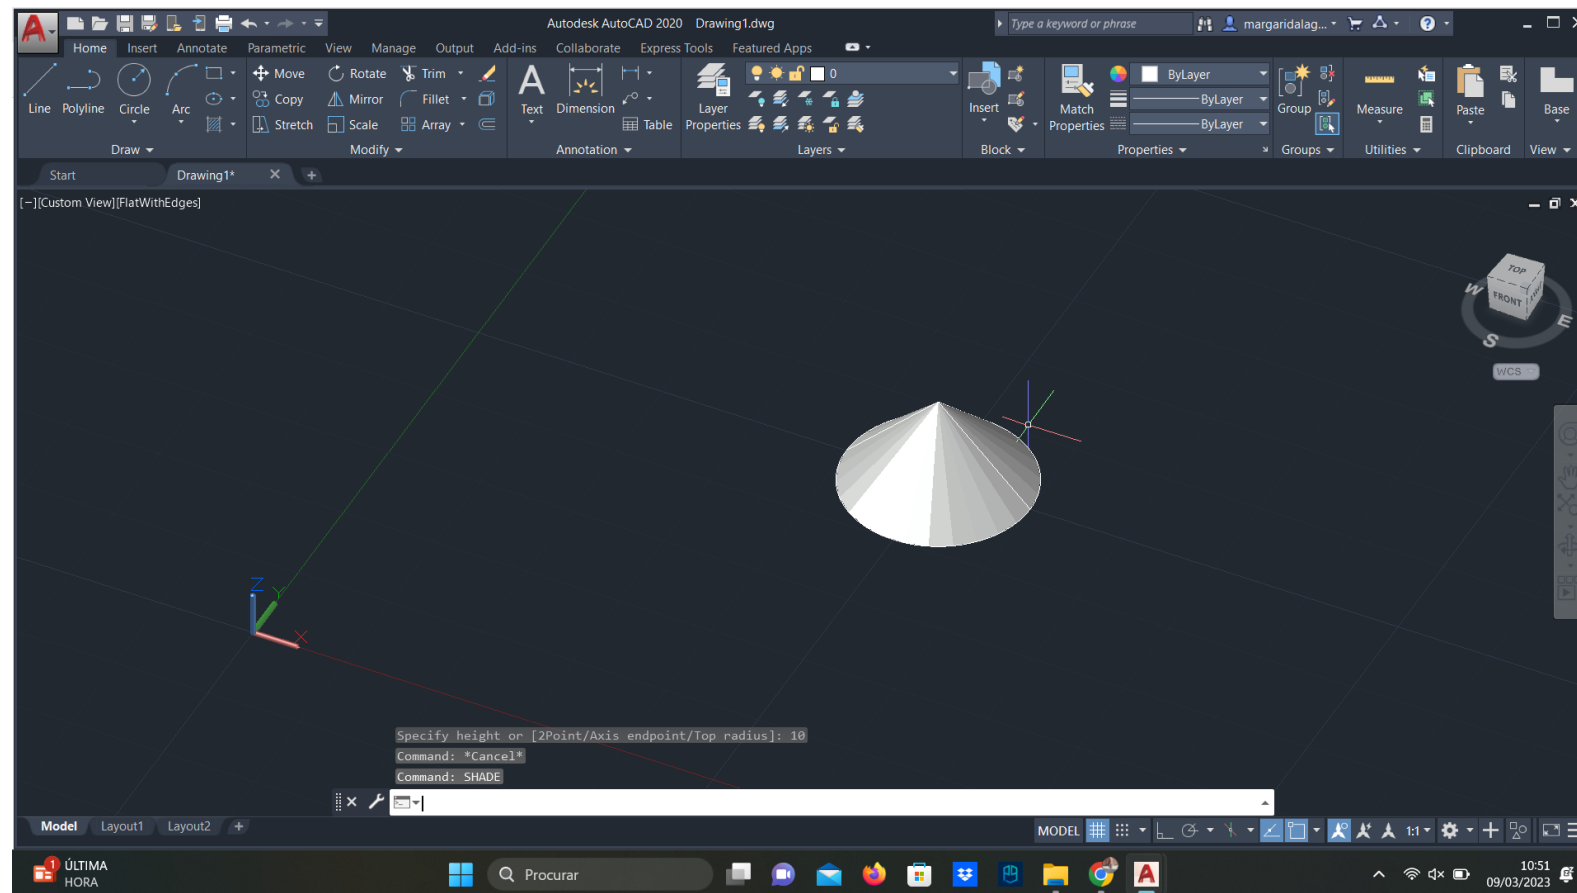 Autodesk AutoCAD 2020 Drawing1.dwg
Type a keyword or phrase
margaridalag...
Home Insert Annotate Parametric View Manage Output Add-ins Collaborate Express Tools Featured Apps
Line Polyline Circle Arc
Move Rotate Trim
Copy Mirror Fillet
Stretch Scale Array
Text Dimension
Table
Layer
Properties
0
Insert
Match
Properties
ByLayer
ByLayer
ByLayer
Group
Measure
Paste
Base
Draw Modify Annotation Layers Block Properties Groups Utilities Clipboard View
Start Drawing1* +
[−][Custom View][FlatWithEdges]
TOP
FRONT
W
S
E
WCS
Z
Y
X
Specify height or [2Point/Axis endpoint/Top radius]: 10
Command: *Cancel*
Command: SHADE
Model Layout1 Layout2 +
MODEL
1:1
1
ÚLTIMA
HORA
Procurar
10:51
09/03/2023